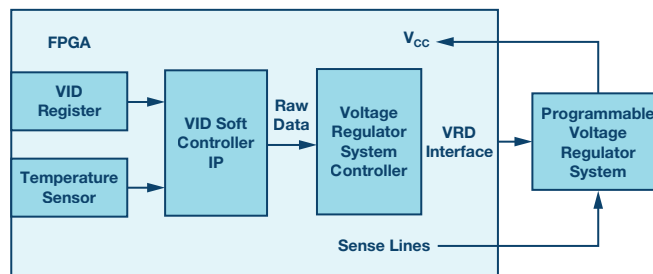 FPGA
V_CC
VID
Register
Temperature
Sensor
VID Soft
Controller
IP
Raw
Data
Voltage
Regulator
System
Controller
VRD
Interface
Programmable
Voltage
Regulator
System
Sense Lines